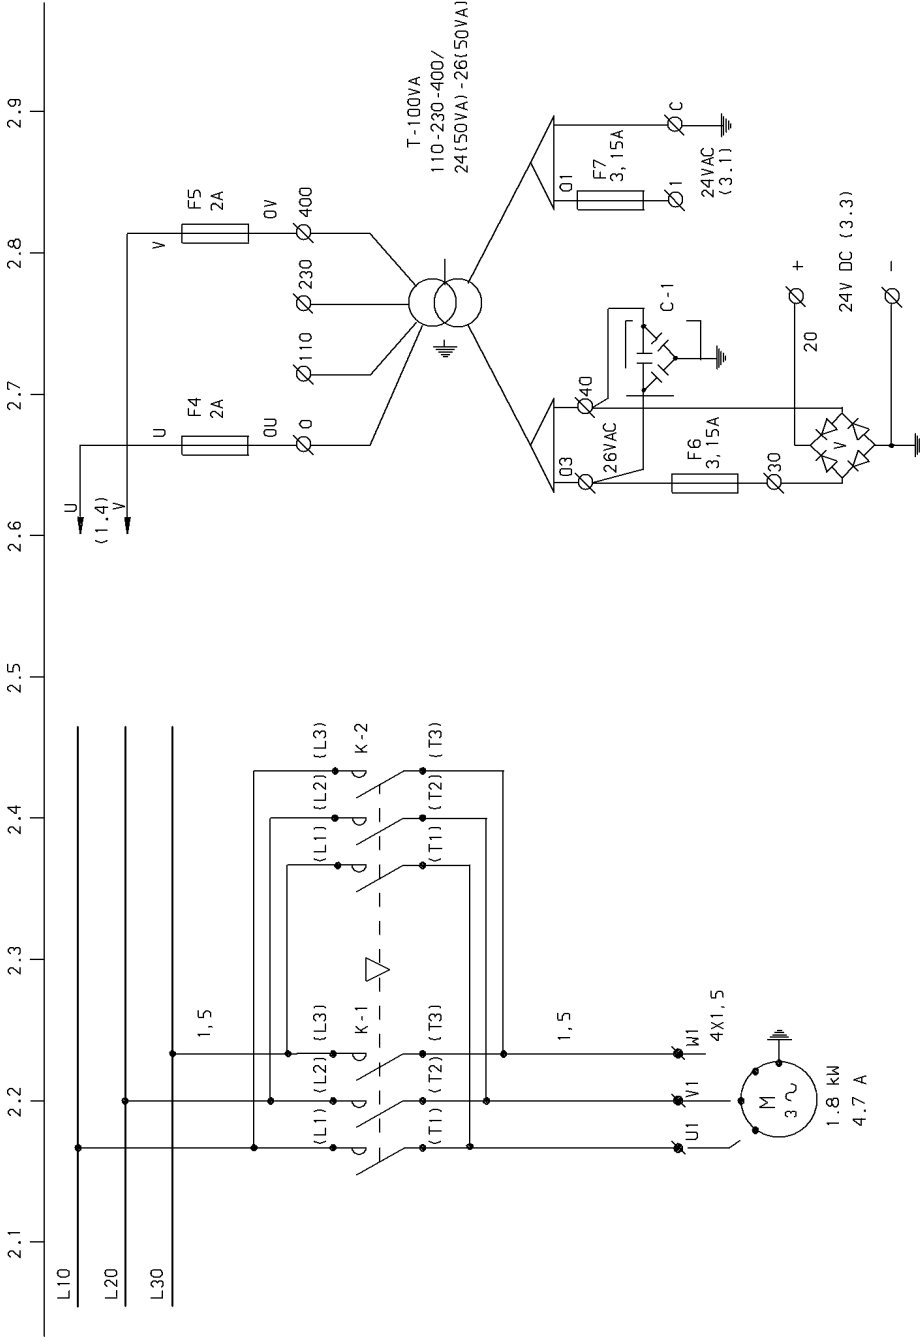 2.1
2.2
2.3
2.4
2.5
2.6
2.7
2.8
2.9
L10
L20
L30
1,5
(L1)
(L2)
(L3)
K-1
(T1)
(T2)
(T3)
(L1)
(L2)
(L3)
K-2
(T1)
(T2)
(T3)
1,5
U1
V1
W1
4X1,5
M
3
1.8 kW
4.7 A
U
(1.4)
V
U
F4
2A
0U
0
110
230
V
F5
2A
0V
400
T-100VA
110-230-400/
24(50VA)-26(50VA)
03
26VAC
40
C-1
F6
3,15A
30
V
20
+
24V DC (3.3)
-
01
F7
3,15A
1
C
24VAC
(3.1)